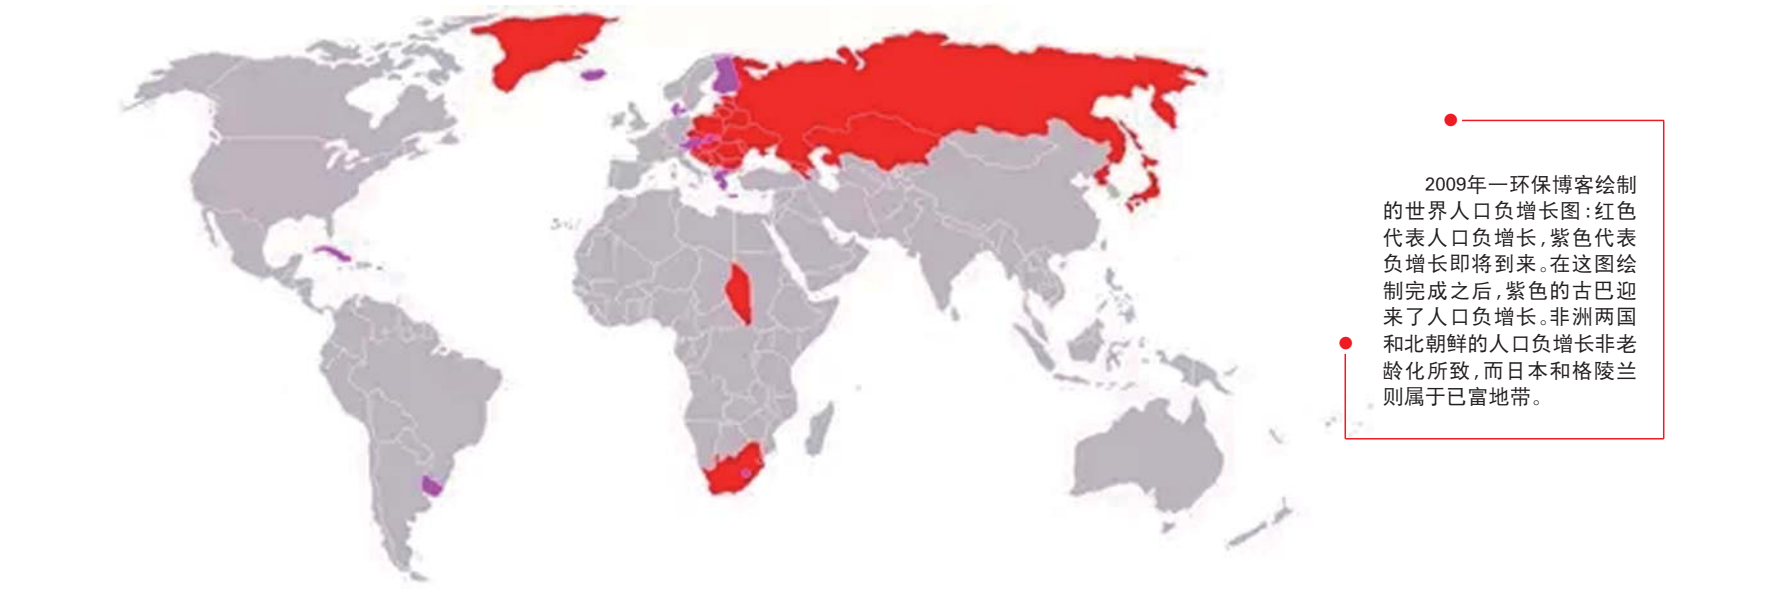 2009年一环保博客绘制
的世界人口负增长图:红色
代表人口负增长,紫色代表
负增长即将到来。在这图绘
制完成之后,紫色的古巴迎
来了人口负增长。非洲两国
和北朝鲜的人口负增长非老
龄化所致,而日本和格陵兰
则属于已富地带。